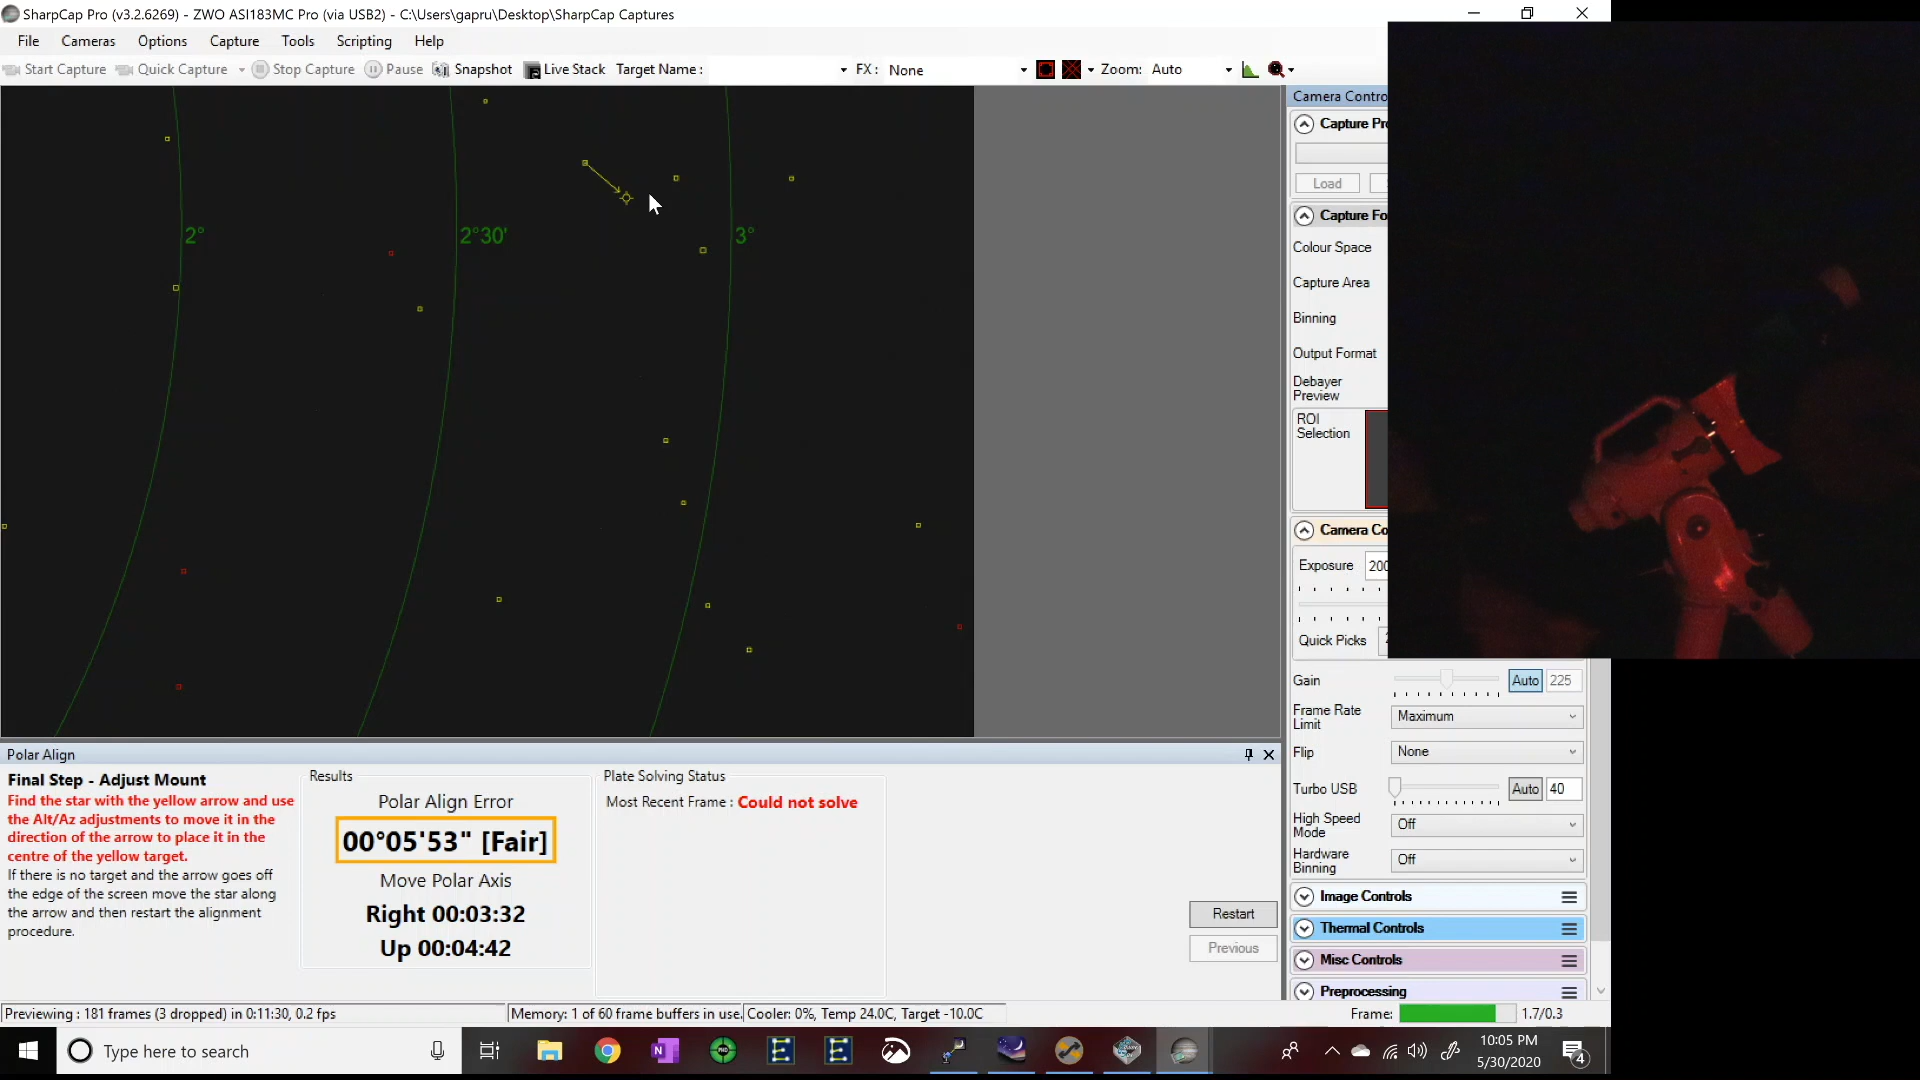 SharpCap Pro (v3.2.6269) - ZWO ASI183MC Pro (via USB2) - C:\Users\gapru\Desktop\SharpCap Captures
File Cameras Options Capture Tools Scripting Help
Start Capture Quick Capture Stop Capture Pause Snapshot Live Stack Target Name : FX : None Zoom: Auto
2° 2°30' 3°
Camera Contro
Capture Pr
Load
Capture Fo
Colour Space
Capture Area
Binning
Output Format
Debayer
Preview
ROI
Selection
Camera Co
Exposure 200
Quick Picks
Gain Auto 225
Frame Rate
Limit
Maximum
Flip None
Turbo USB Auto 40
High Speed
Mode
Off
Hardware
Binning
Off
Image Controls
Thermal Controls
Misc Controls
Preprocessing
Polar Align
Final Step - Adjust Mount
Find the star with the yellow arrow and use
the Alt/Az adjustments to move it in the
direction of the arrow to place it in the
centre of the yellow target.
If there is no target and the arrow goes off
the edge of the screen move the star along
the arrow and then restart the alignment
procedure.
Results
Polar Align Error
00°05'53" [Fair]
Move Polar Axis
Right 00:03:32
Up 00:04:42
Plate Solving Status
Most Recent Frame : Could not solve
Restart
Previous
Previewing : 181 frames (3 dropped) in 0:11:30, 0.2 fps
Memory: 1 of 60 frame buffers in use.
Cooler: 0%, Temp 24.0C, Target -10.0C
Frame: 1.7/0.3
Type here to search
10:05 PM
5/30/2020
4